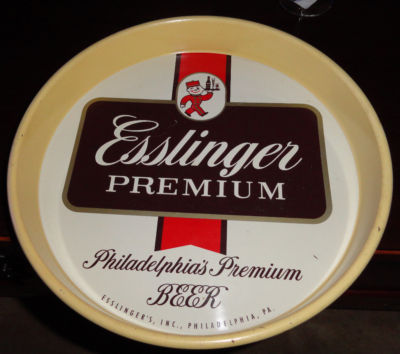 Esslinger
PREMIUM
Philadelphia's Premium
BEER
ESSLINGER'S, INC., PHILADELPHIA, PA.